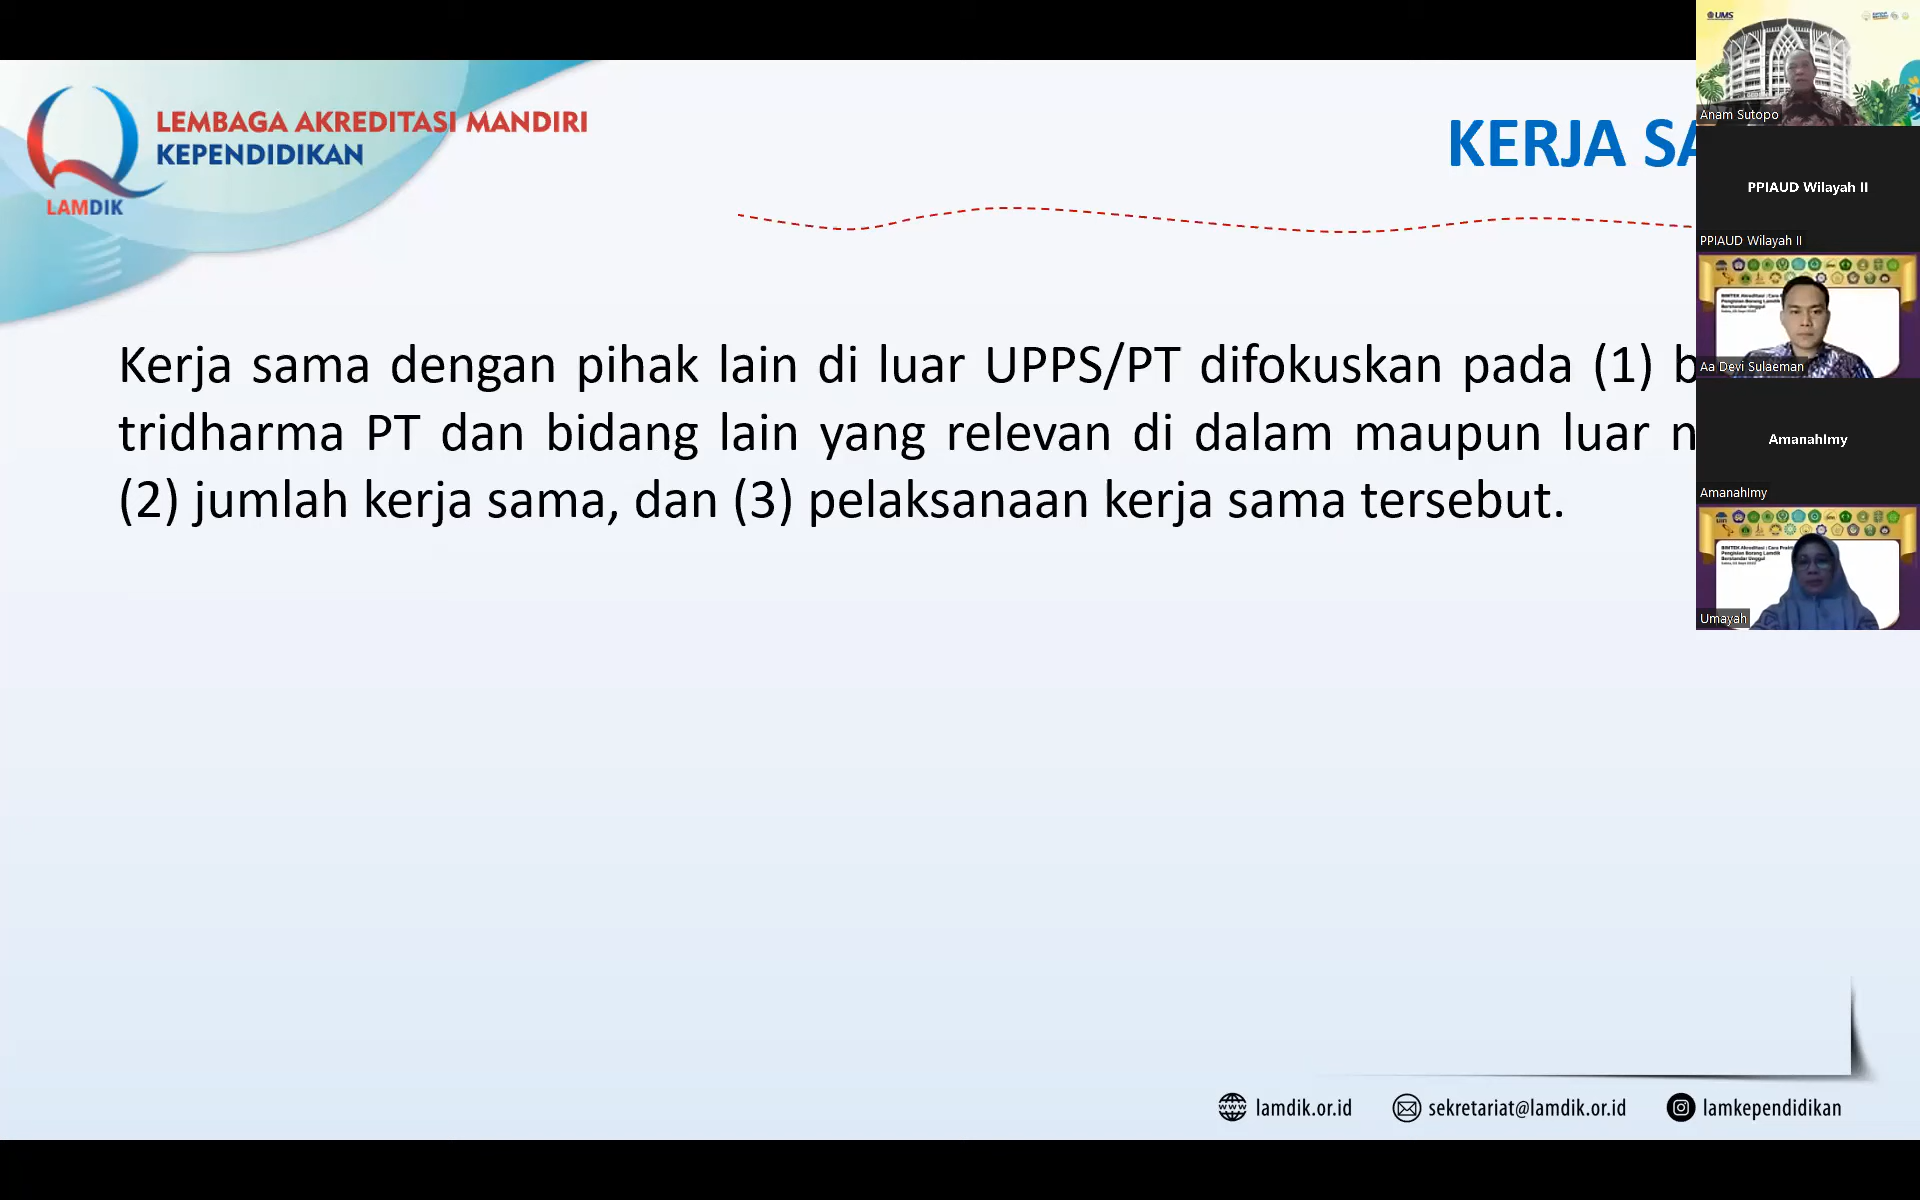 LEMBAGA AKREDITASI MANDIRI
KEPENDIDIKAN
LAMDIK
KERJA
Kerja sama dengan pihak lain di luar UPPS/PT difokuskan pada (1)
tridharma PT dan bidang lain yang relevan di dalam maupun luar
(2) jumlah kerja sama, dan (3) pelaksanaan kerja sama tersebut.
lamdik.or.id
sekretariat@lamdik.or.id
lamkependidikan
UMS
Anam Sutopo
PPIAUD Wilayah II
PPIAUD Wilayah II
Aa Devi Sulaeman
AmanahImy
AmanahImy
Umayah